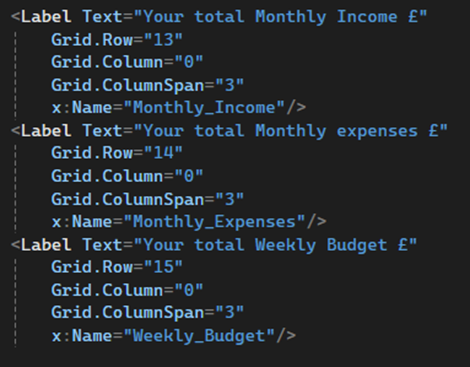 <Label Text="Your total Monthly Income £"
Grid.Row="13"
Grid.Column="0"
Grid.ColumnSpan="3"
x:Name="Monthly_Income"/>
<Label Text="Your total Monthly expenses £"
Grid.Row="14"
Grid.Column="0"
Grid.ColumnSpan="3"
x:Name="Monthly_Expenses"/>
<Label Text="Your total Weekly Budget £"
Grid.Row="15"
Grid.Column="0"
Grid.ColumnSpan="3"
x:Name="Weekly_Budget"/>